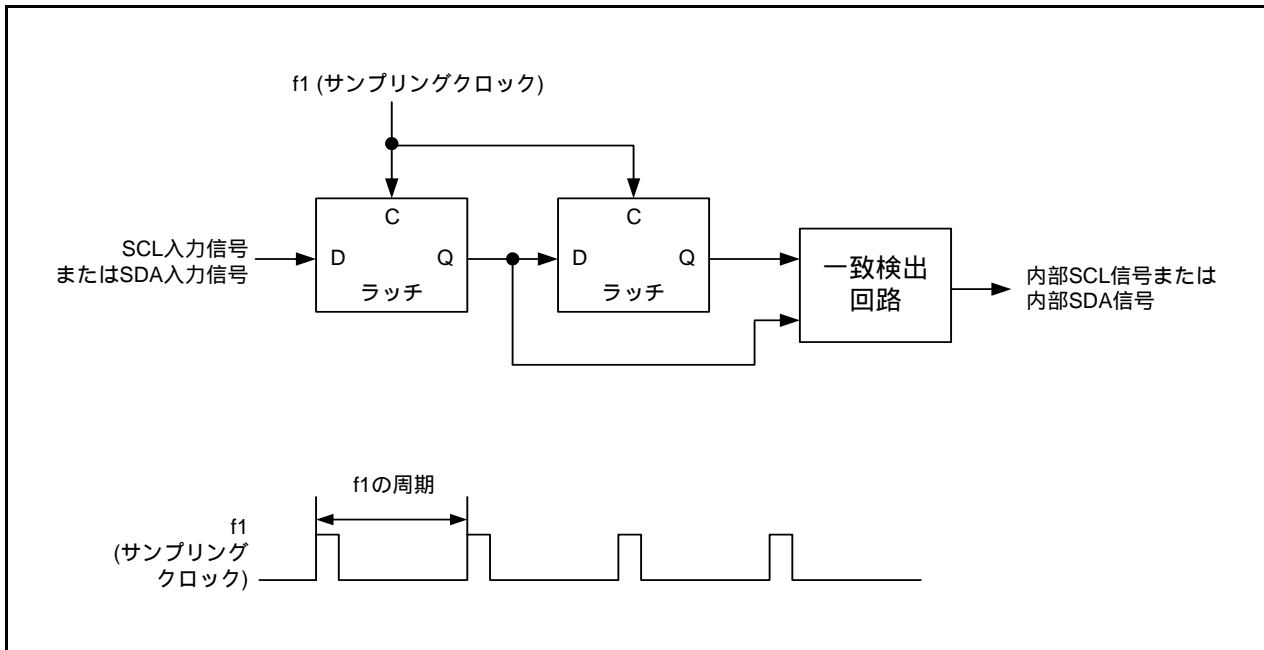 f1 (サンプリングクロック)
SCL入力信号
またはSDA入力信号
C
D
Q
ラッチ
C
D
Q
ラッチ
一致検出
回路
内部SCL信号または
内部SDA信号
f1の周期
f1
(サンプリング
クロック)